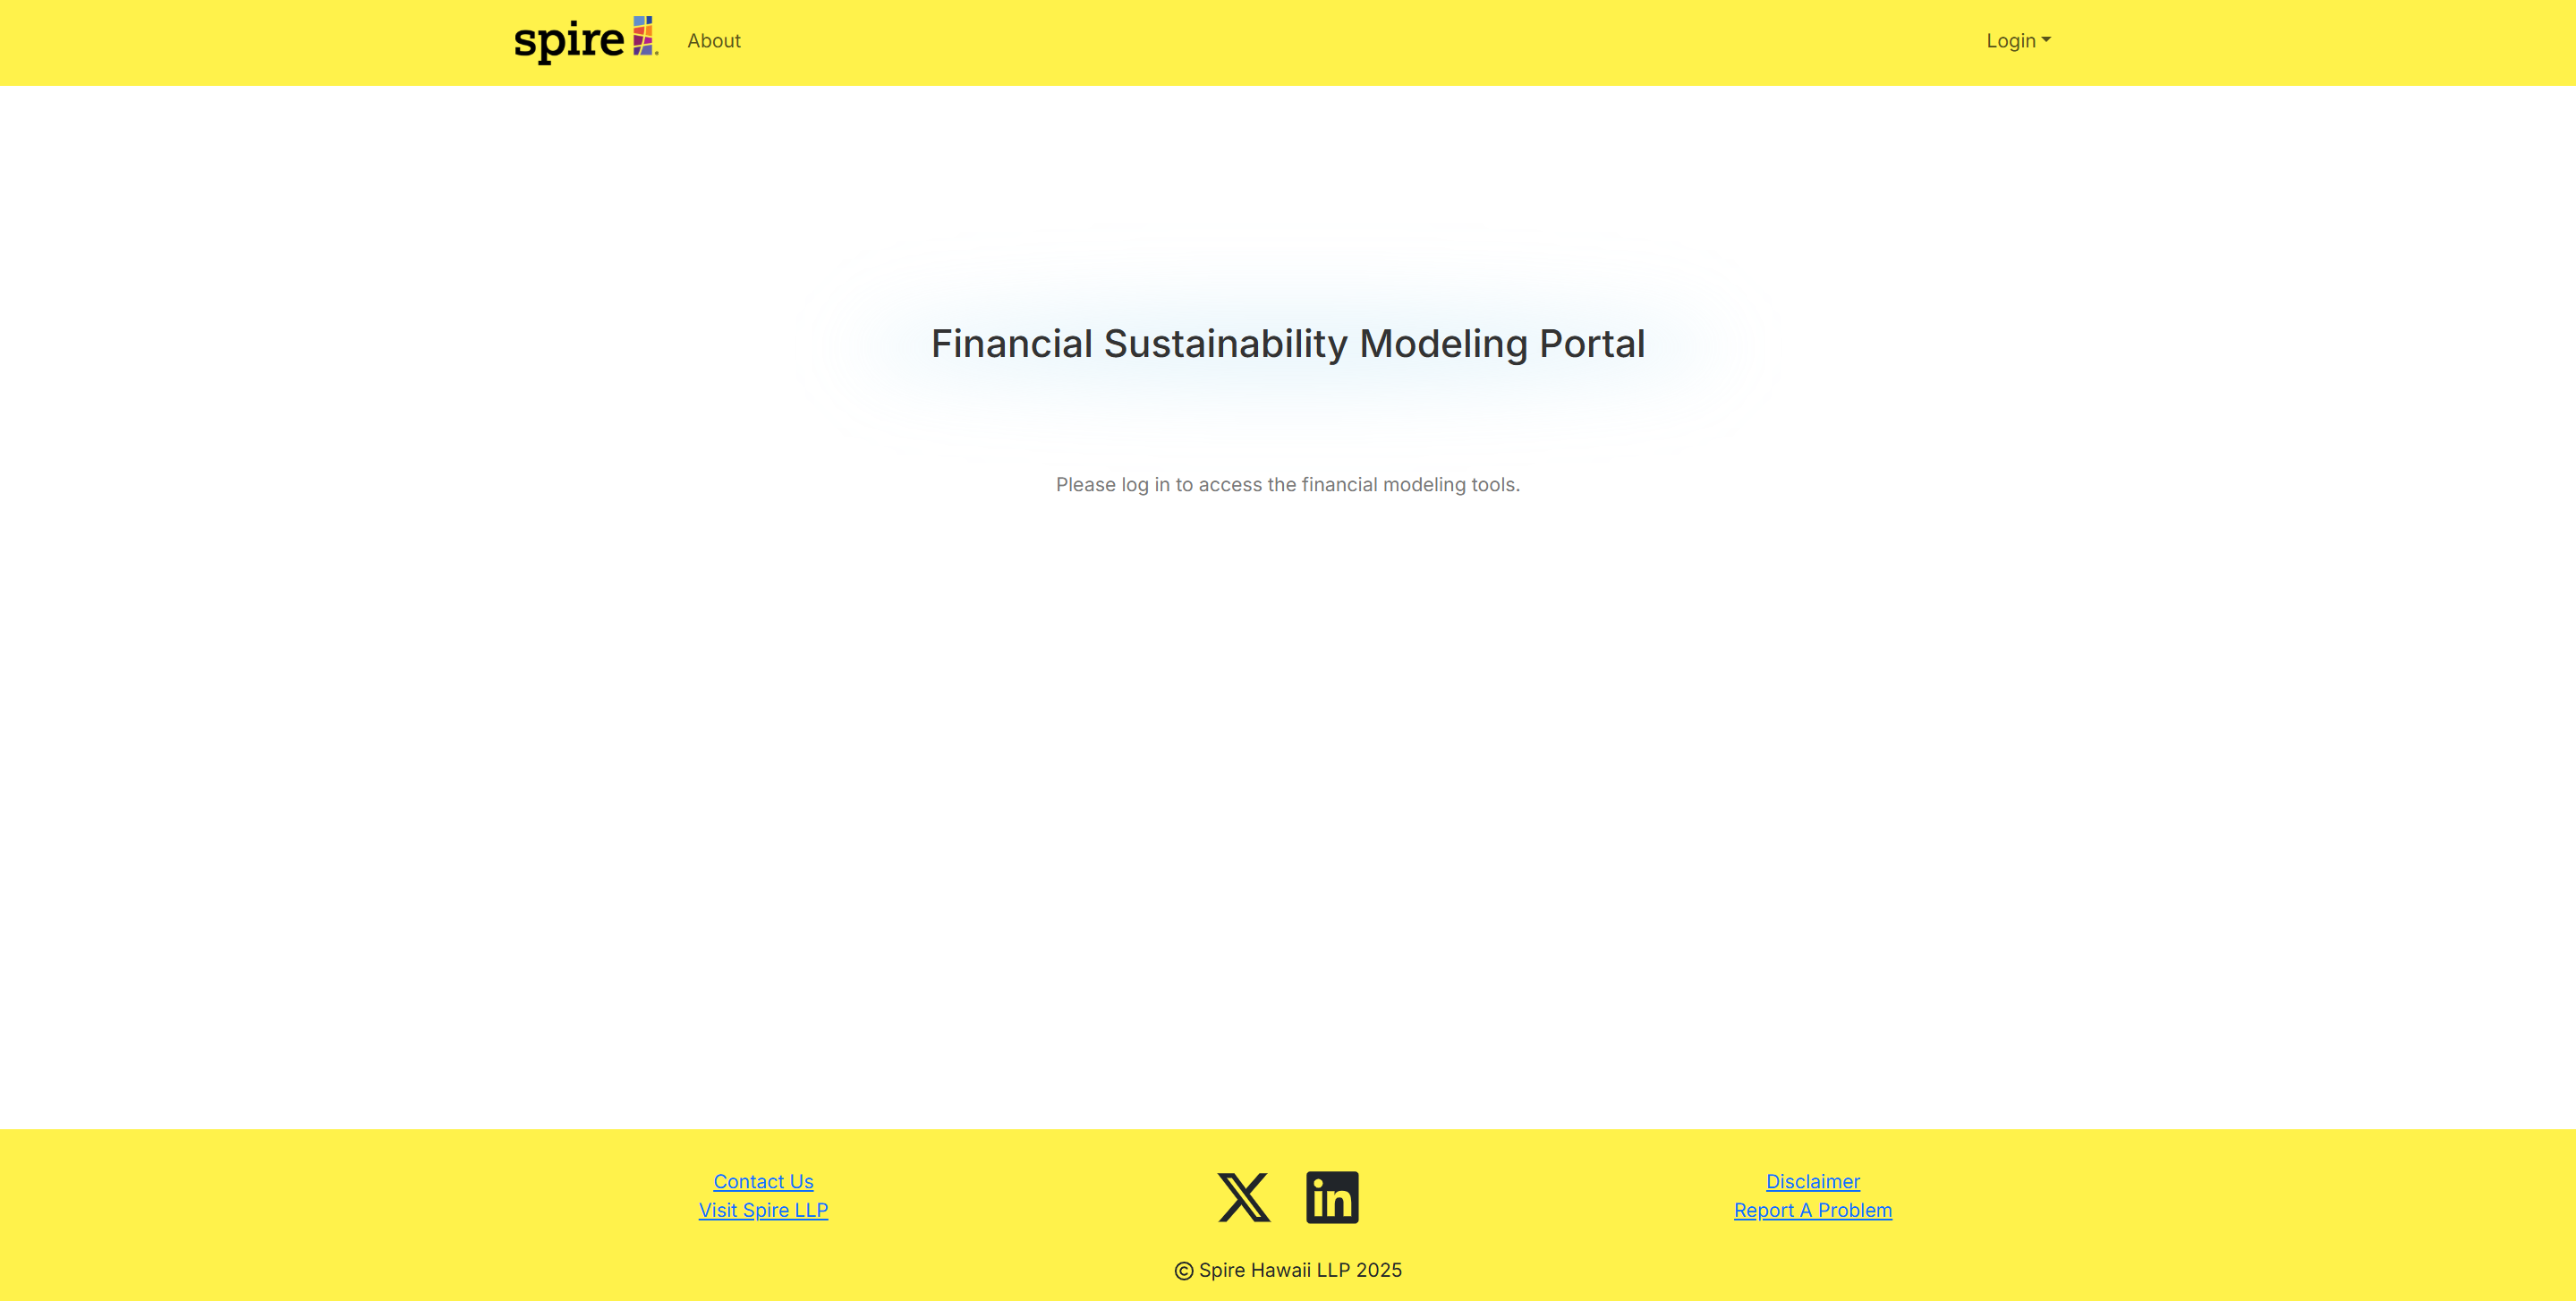 spire
About
Login
Financial Sustainability Modeling Portal
Please log in to access the financial modeling tools.
Contact Us
Visit Spire LLP
Disclaimer
Report A Problem
© Spire Hawaii LLP 2025